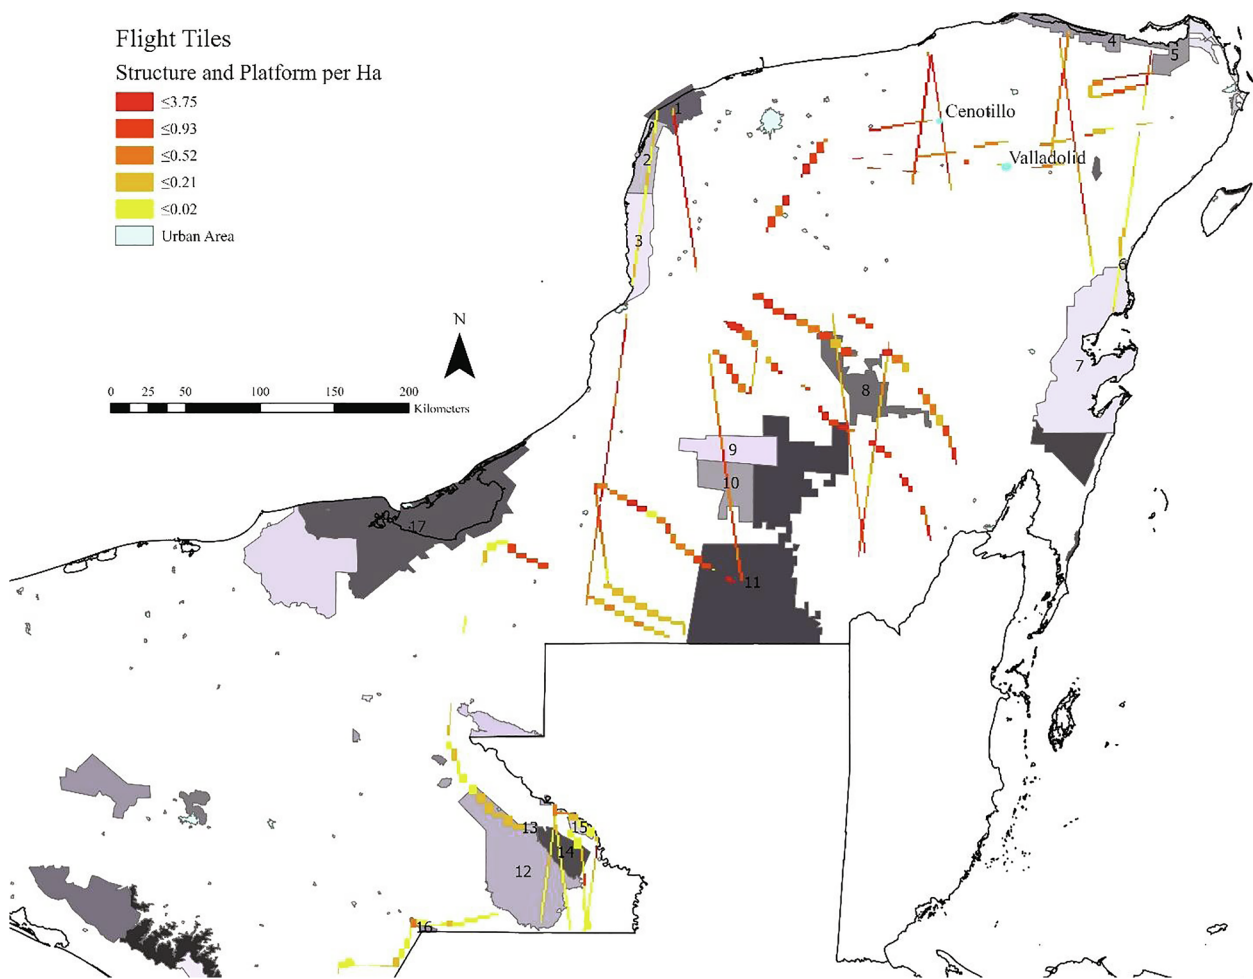 Flight Tiles
Structure and Platform per Ha
≤3.75
≤0.93
≤0.52
≤0.21
≤0.02
Urban Area
N
0 25 50 100 150 200
Kilometers
4
5
1
Cenotillo
2
Valladolid
3
6
7
8
9
10
17
11
13
15
14
12
16